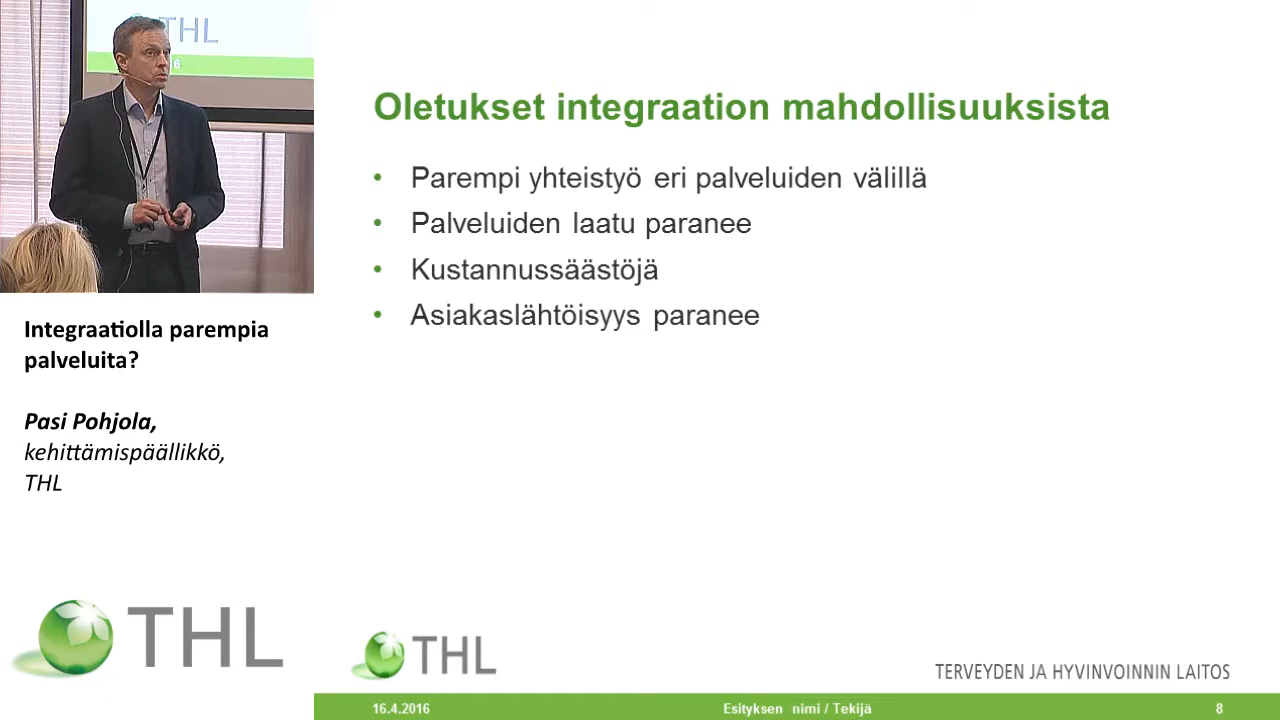 THL
Integraatiolla parempia
palveluita?
Pasi Pohjola,
kehittämispäällikkö,
THL
THL
Oletukset integraation mahdollisuuksista
• Parempi yhteistyö eri palveluiden välillä
• Palveluiden laatu paranee
• Kustannussäästöjä
• Asiakaslähtöisyys paranee
THL
TERVEYDEN JA HYVINVOINNIN LAITOS
16.4.2016 Esityksen nimi / Tekijä 8